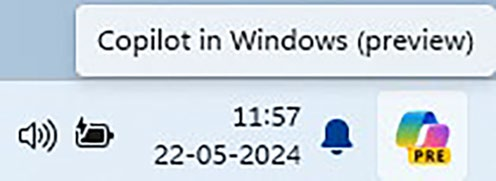 Copilot in Windows (preview)
11:57
22-05-2024
PRE